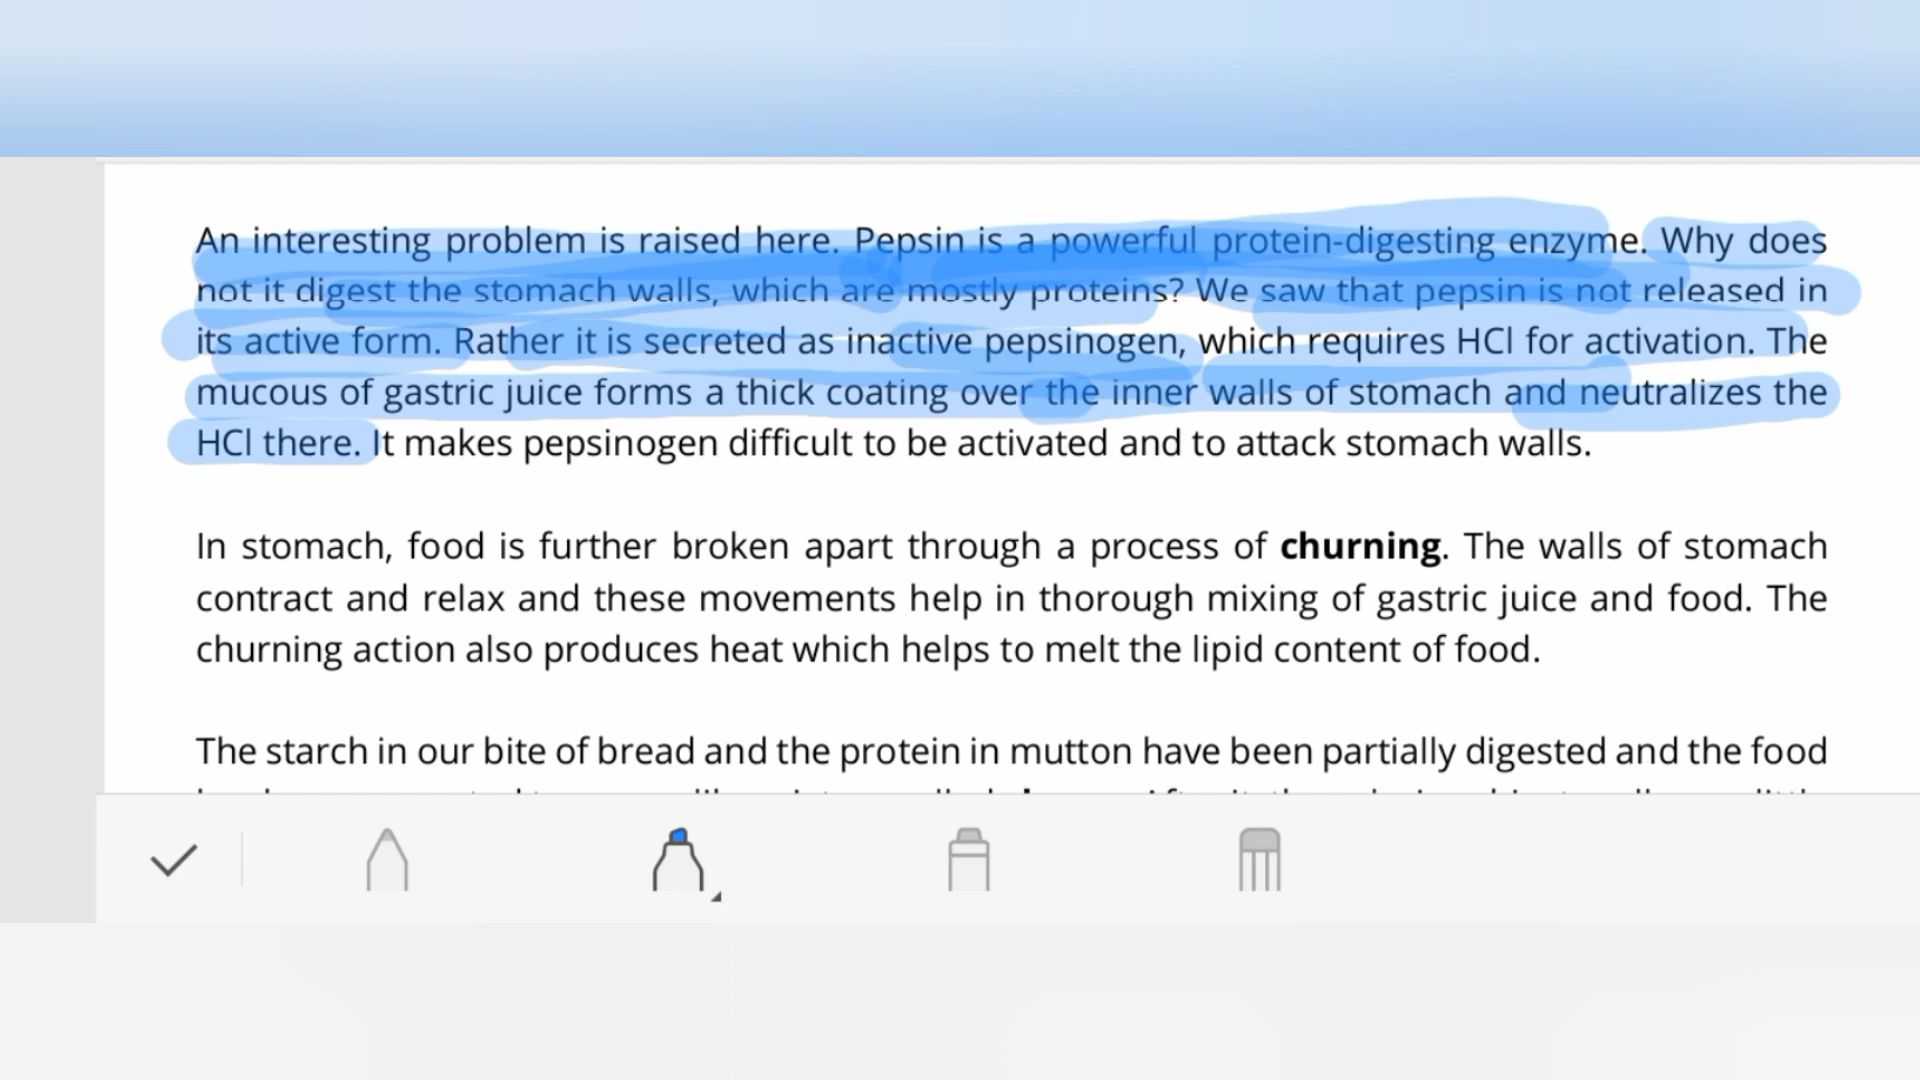 An interesting problem is raised here. Pepsin is a powerful protein-digesting enzyme. Why does
not it digest the stomach walls, which are mostly proteins? We saw that pepsin is not released in
its active form. Rather it is secreted as inactive pepsinogen, which requires HCl for activation. The
mucous of gastric juice forms a thick coating over the inner walls of stomach and neutralizes the
HCl there. It makes pepsinogen difficult to be activated and to attack stomach walls.
In stomach, food is further broken apart through a process of churning. The walls of stomach
contract and relax and these movements help in thorough mixing of gastric juice and food. The
churning action also produces heat which helps to melt the lipid content of food.
The starch in our bite of bread and the protein in mutton have been partially digested and the food